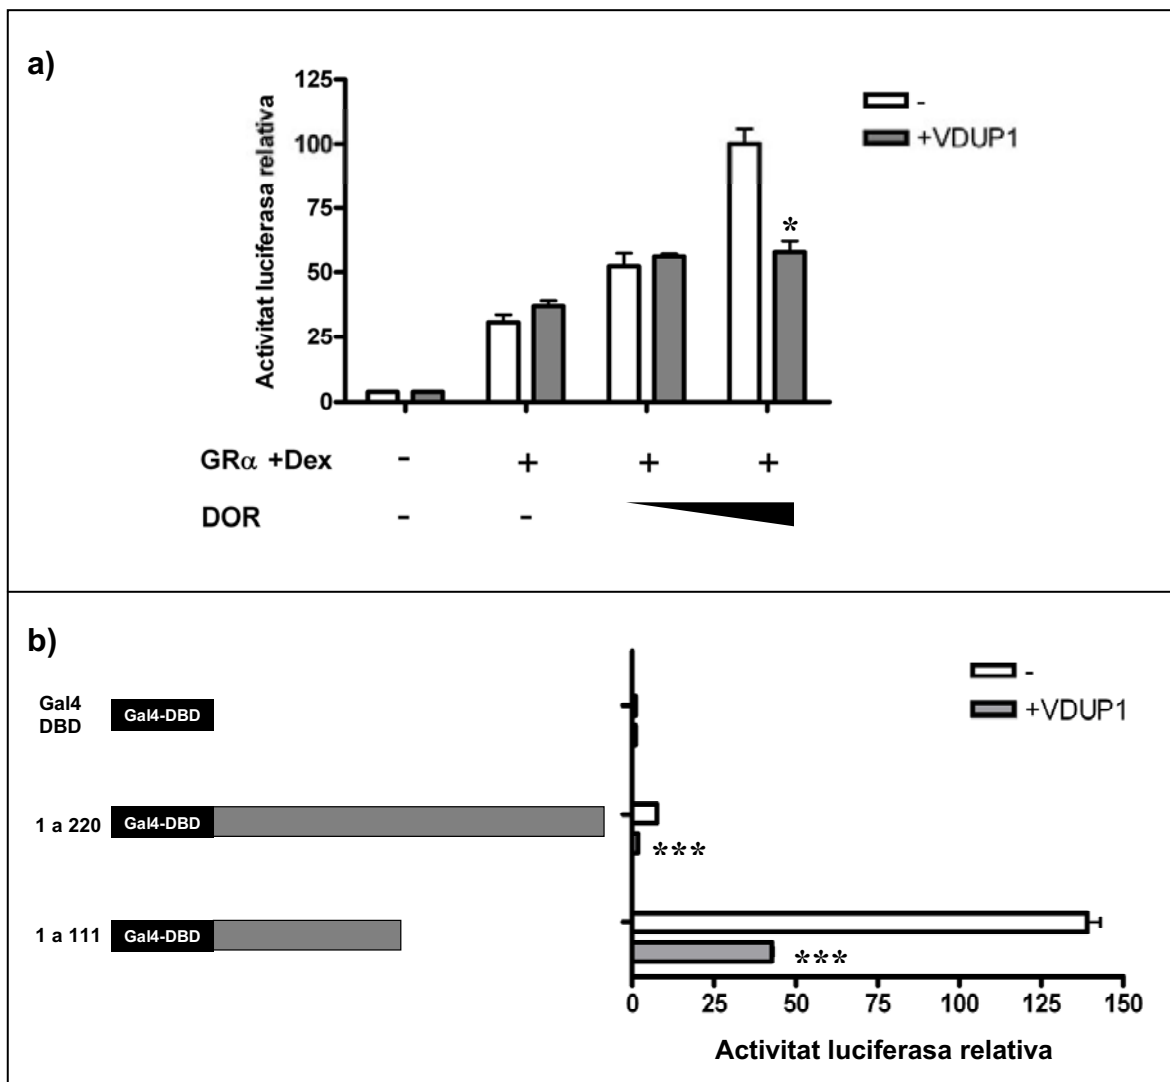 a)
Activitat luciferasa relativa
125
100
75
50
25
0
-
+VDUP1
*
GRα +Dex - + + +
DOR - -
b)
Gal4
DBD
Gal4-DBD
1 a 220
Gal4-DBD
1 a 111
Gal4-DBD
-
+VDUP1
***
***
0 25 50 75 100 125 150
Activitat luciferasa relativa